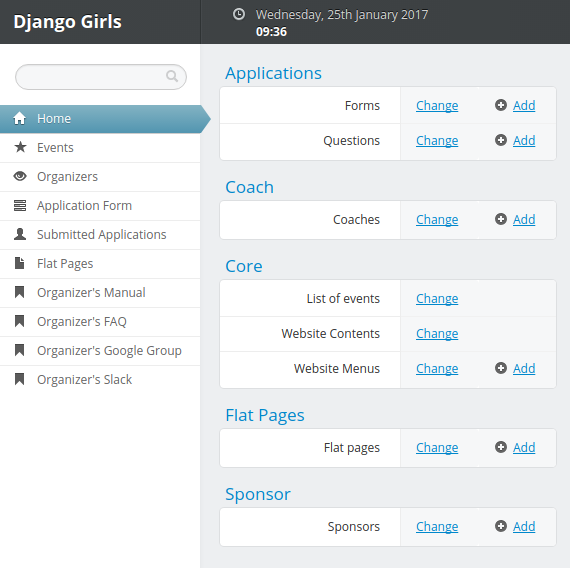 Django Girls
Wednesday, 25th January 2017
09:36
Home
Events
Organizers
Application Form
Submitted Applications
Flat Pages
Organizer's Manual
Organizer's FAQ
Organizer's Google Group
Organizer's Slack
Applications
Forms Change Add
Questions Change Add
Coach
Coaches Change Add
Core
List of events Change
Website Contents Change
Website Menus Change Add
Flat Pages
Flat pages Change Add
Sponsor
Sponsors Change Add